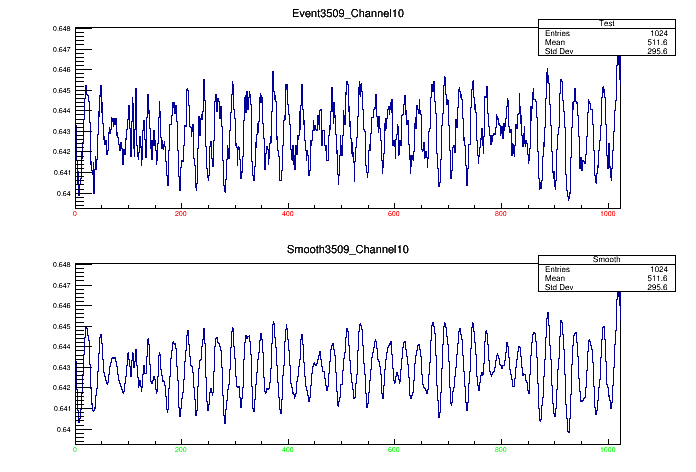 Event3509_Channel10
Test
Entries 1024
Mean 511.6
Std Dev 295.6
0.648
0.647
0.646
0.645
0.644
0.643
0.642
0.641
0.64
0 200 400 600 800 1000
Smooth3509_Channel10
Smooth
Entries 1024
Mean 511.6
Std Dev 295.6
0.648
0.647
0.646
0.645
0.644
0.643
0.642
0.641
0.64
0 200 400 600 800 1000